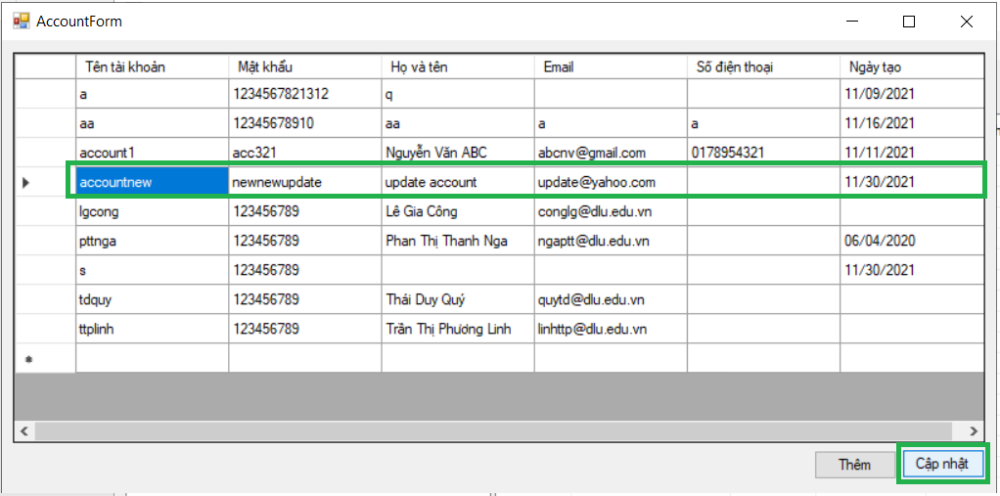 AccountForm
Tên tài khoản Mật khẩu Họ và tên Email Số điện thoại Ngày tạo
a 1234567821312 q 11/09/2021
aa 12345678910 aa a a 11/16/2021
account1 acc321 Nguyễn Văn ABC abcnv@gmail.com 0178954321 11/11/2021
accountnew newnewupdate update account update@yahoo.com 11/30/2021
lgcong 123456789 Lê Gia Công conglg@dlu.edu.vn
pttnga 123456789 Phan Thị Thanh Nga ngaptt@dlu.edu.vn 06/04/2020
s 123456789 11/30/2021
tdquy 123456789 Thái Duy Quý quytd@dlu.edu.vn
ttplinh 123456789 Trần Thị Phương Linh linhttp@dlu.edu.vn
Thêm Cập nhật